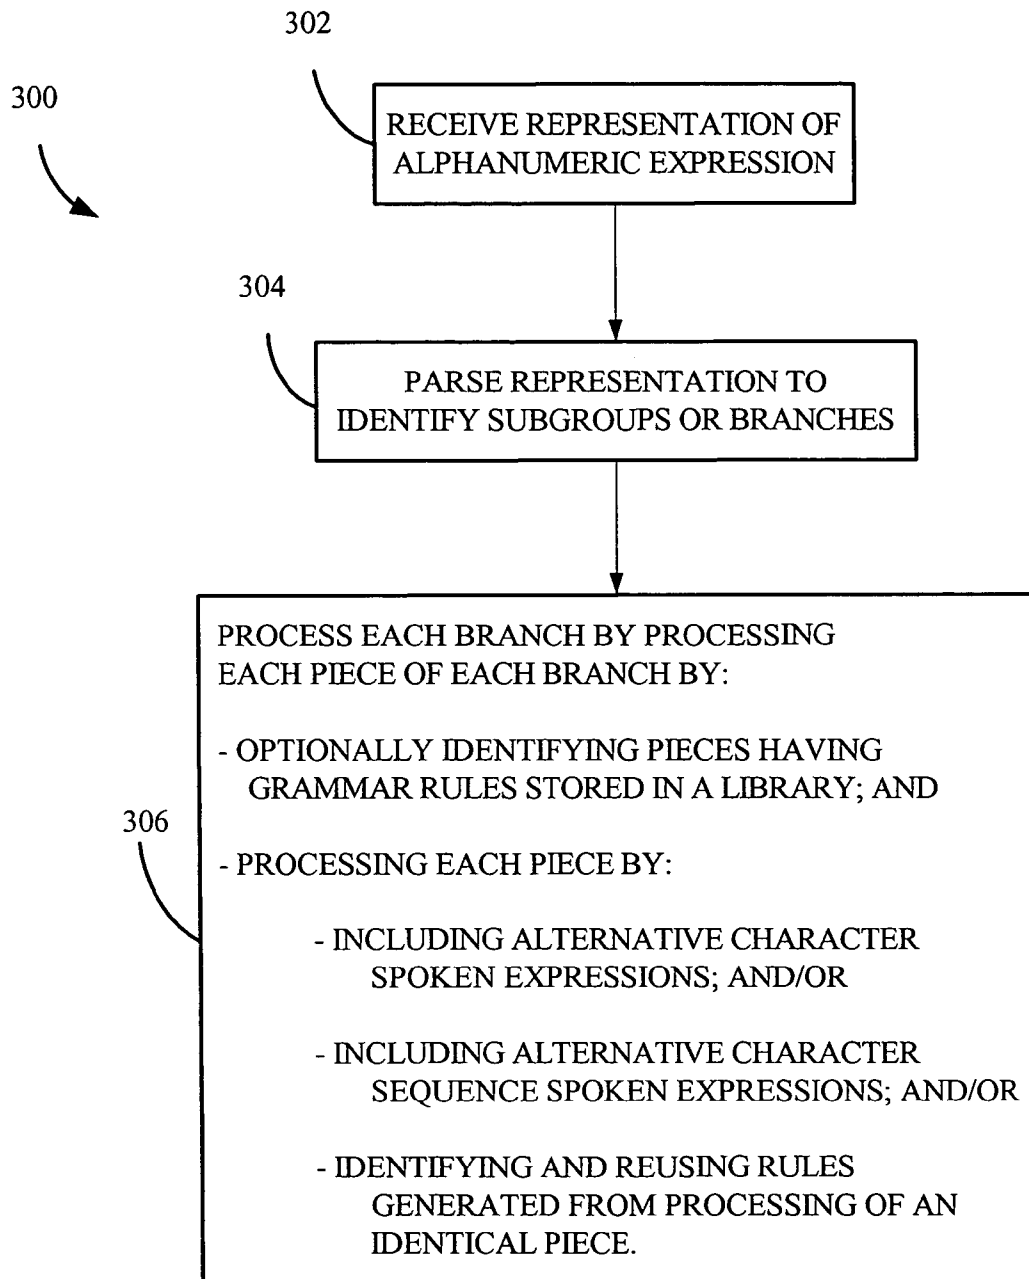 302
300
RECEIVE REPRESENTATION OF
ALPHANUMERIC EXPRESSION
304
PARSE REPRESENTATION TO
IDENTIFY SUBGROUPS OR BRANCHES
306
PROCESS EACH BRANCH BY PROCESSING
EACH PIECE OF EACH BRANCH BY:
- OPTIONALLY IDENTIFYING PIECES HAVING
GRAMMAR RULES STORED IN A LIBRARY; AND
- PROCESSING EACH PIECE BY:
- INCLUDING ALTERNATIVE CHARACTER
SPOKEN EXPRESSIONS; AND/OR
- INCLUDING ALTERNATIVE CHARACTER
SEQUENCE SPOKEN EXPRESSIONS; AND/OR
- IDENTIFYING AND REUSING RULES
GENERATED FROM PROCESSING OF AN
IDENTICAL PIECE.